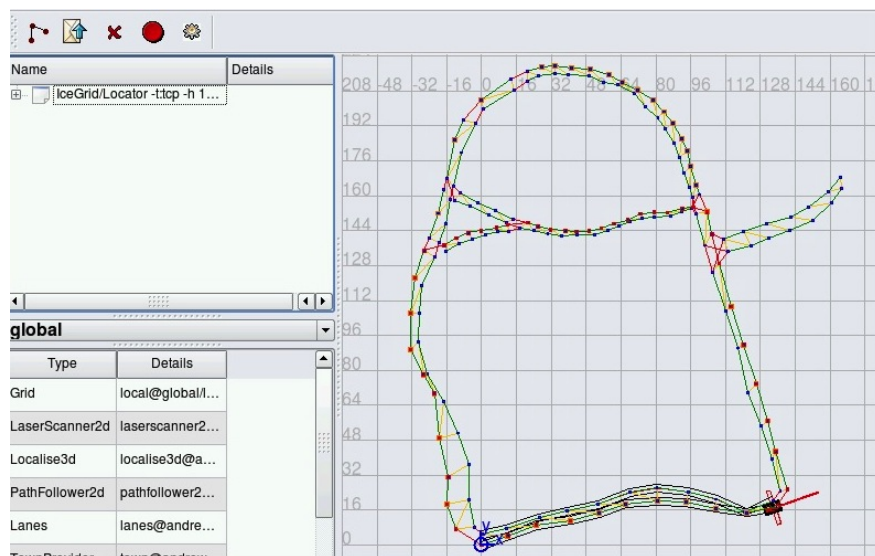 Name Details
IceGrid/Locator -t:tcp -h 1...
global
Type Details
Grid local@global/l...
LaserScanner2d laserscanner2...
Localise3d localise3d@a...
PathFollower2d pathfollower2...
Lanes lanes@andre...
208 -48 -32 -16 0 16 32 48 64 80 96 112 128 144 160
192
176
160
144
128
112
96
80
64
48
32
16
0
y
x